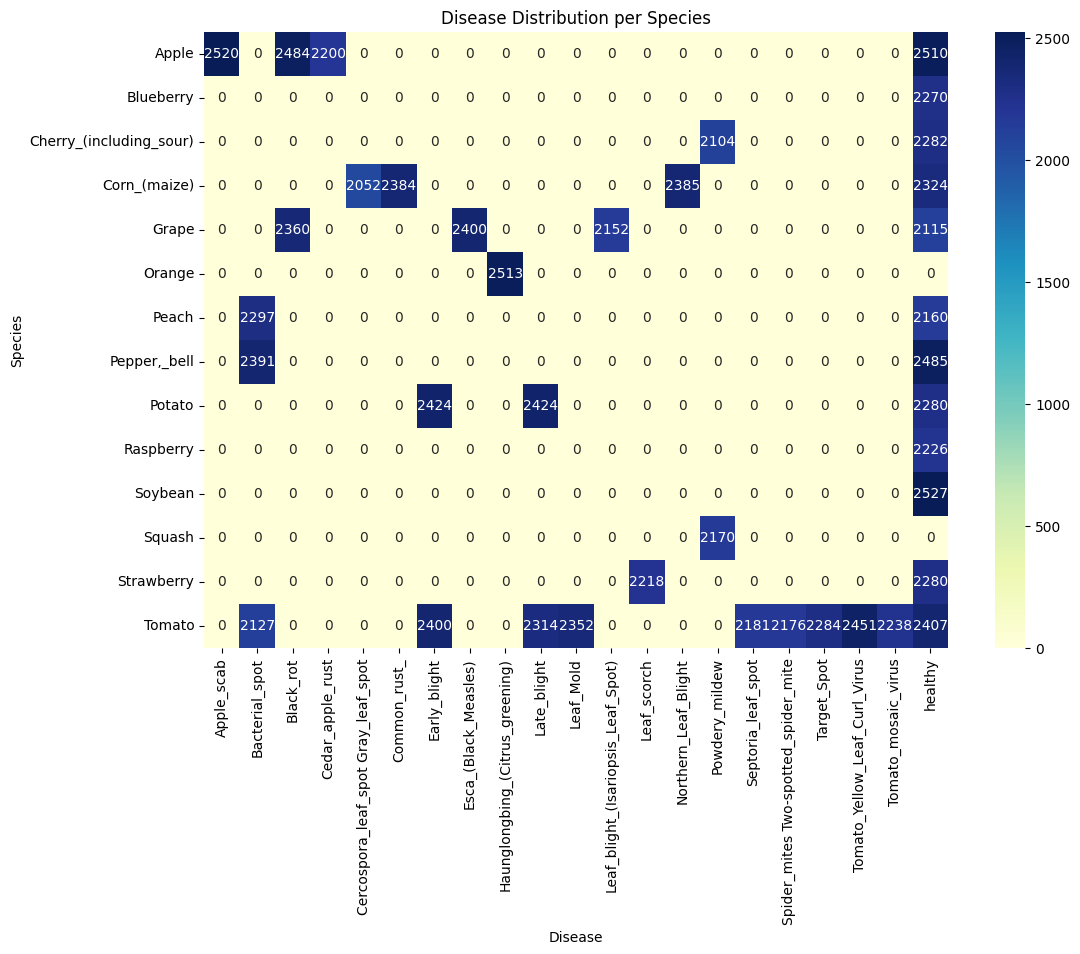 Disease Distribution per Species
Species
Apple 2520 0 2484 2200 0 0 0 0 0 0 0 0 0 0 0 0 0 0 0 0 2510
Blueberry 0 0 0 0 0 0 0 0 0 0 0 0 0 0 0 0 0 0 0 0 2270
Cherry_(including_sour) 0 0 0 0 0 0 0 0 0 0 0 0 0 0 2104 0 0 0 0 0 2282
Corn_(maize) 0 0 0 0 2052 2384 0 0 0 0 0 0 0 2385 0 0 0 0 0 0 2324
Grape 0 0 2360 0 0 0 0 2400 0 0 0 2152 0 0 0 0 0 0 0 0 2115
Orange 0 0 0 0 0 0 0 0 2513 0 0 0 0 0 0 0 0 0 0 0 0
Peach 0 2297 0 0 0 0 0 0 0 0 0 0 0 0 0 0 0 0 0 0 2160
Pepper,_bell 0 2391 0 0 0 0 0 0 0 0 0 0 0 0 0 0 0 0 0 0 2485
Potato 0 0 0 0 0 0 2424 0 0 2424 0 0 0 0 0 0 0 0 0 0 2280
Raspberry 0 0 0 0 0 0 0 0 0 0 0 0 0 0 0 0 0 0 0 0 2226
Soybean 0 0 0 0 0 0 0 0 0 0 0 0 0 0 0 0 0 0 0 0 2527
Squash 0 0 0 0 0 0 0 0 0 0 0 0 0 0 2170 0 0 0 0 0 0
Strawberry 0 0 0 0 0 0 0 0 0 0 0 0 2218 0 0 0 0 0 0 0 2280
Tomato 0 2127 0 0 0 0 2400 0 0 2314 2352 0 0 0 0 2181 2176 2284 2451 2238 2407
Apple_scab
Bacterial_spot
Black_rot
Cedar_apple_rust
Cercospora_leaf_spot Gray_leaf_spot
Common_rust_
Early_blight
Esca_(Black_Measles)
Haunglongbing_(Citrus_greening)
Late_blight
Leaf_Mold
Leaf_blight_(Isariopsis_Leaf_Spot)
Leaf_scorch
Northern_Leaf_Blight
Powdery_mildew
Septoria_leaf_spot
Spider_mites Two-spotted_spider_mite
Target_Spot
Tomato_Yellow_Leaf_Curl_Virus
Tomato_mosaic_virus
healthy
Disease
2500
2000
1500
1000
500
0